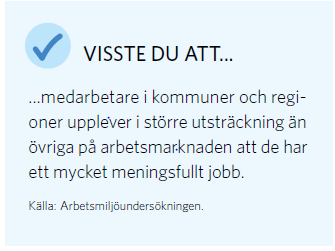 VISSTE DU ATT...
...medarbetare i kommuner och regi-
oner upplever i större utsträckning än
övriga på arbetsmarknaden att de har
ett mycket meningsfullt jobb.
Källa: Arbetsmiljöundersökningen.